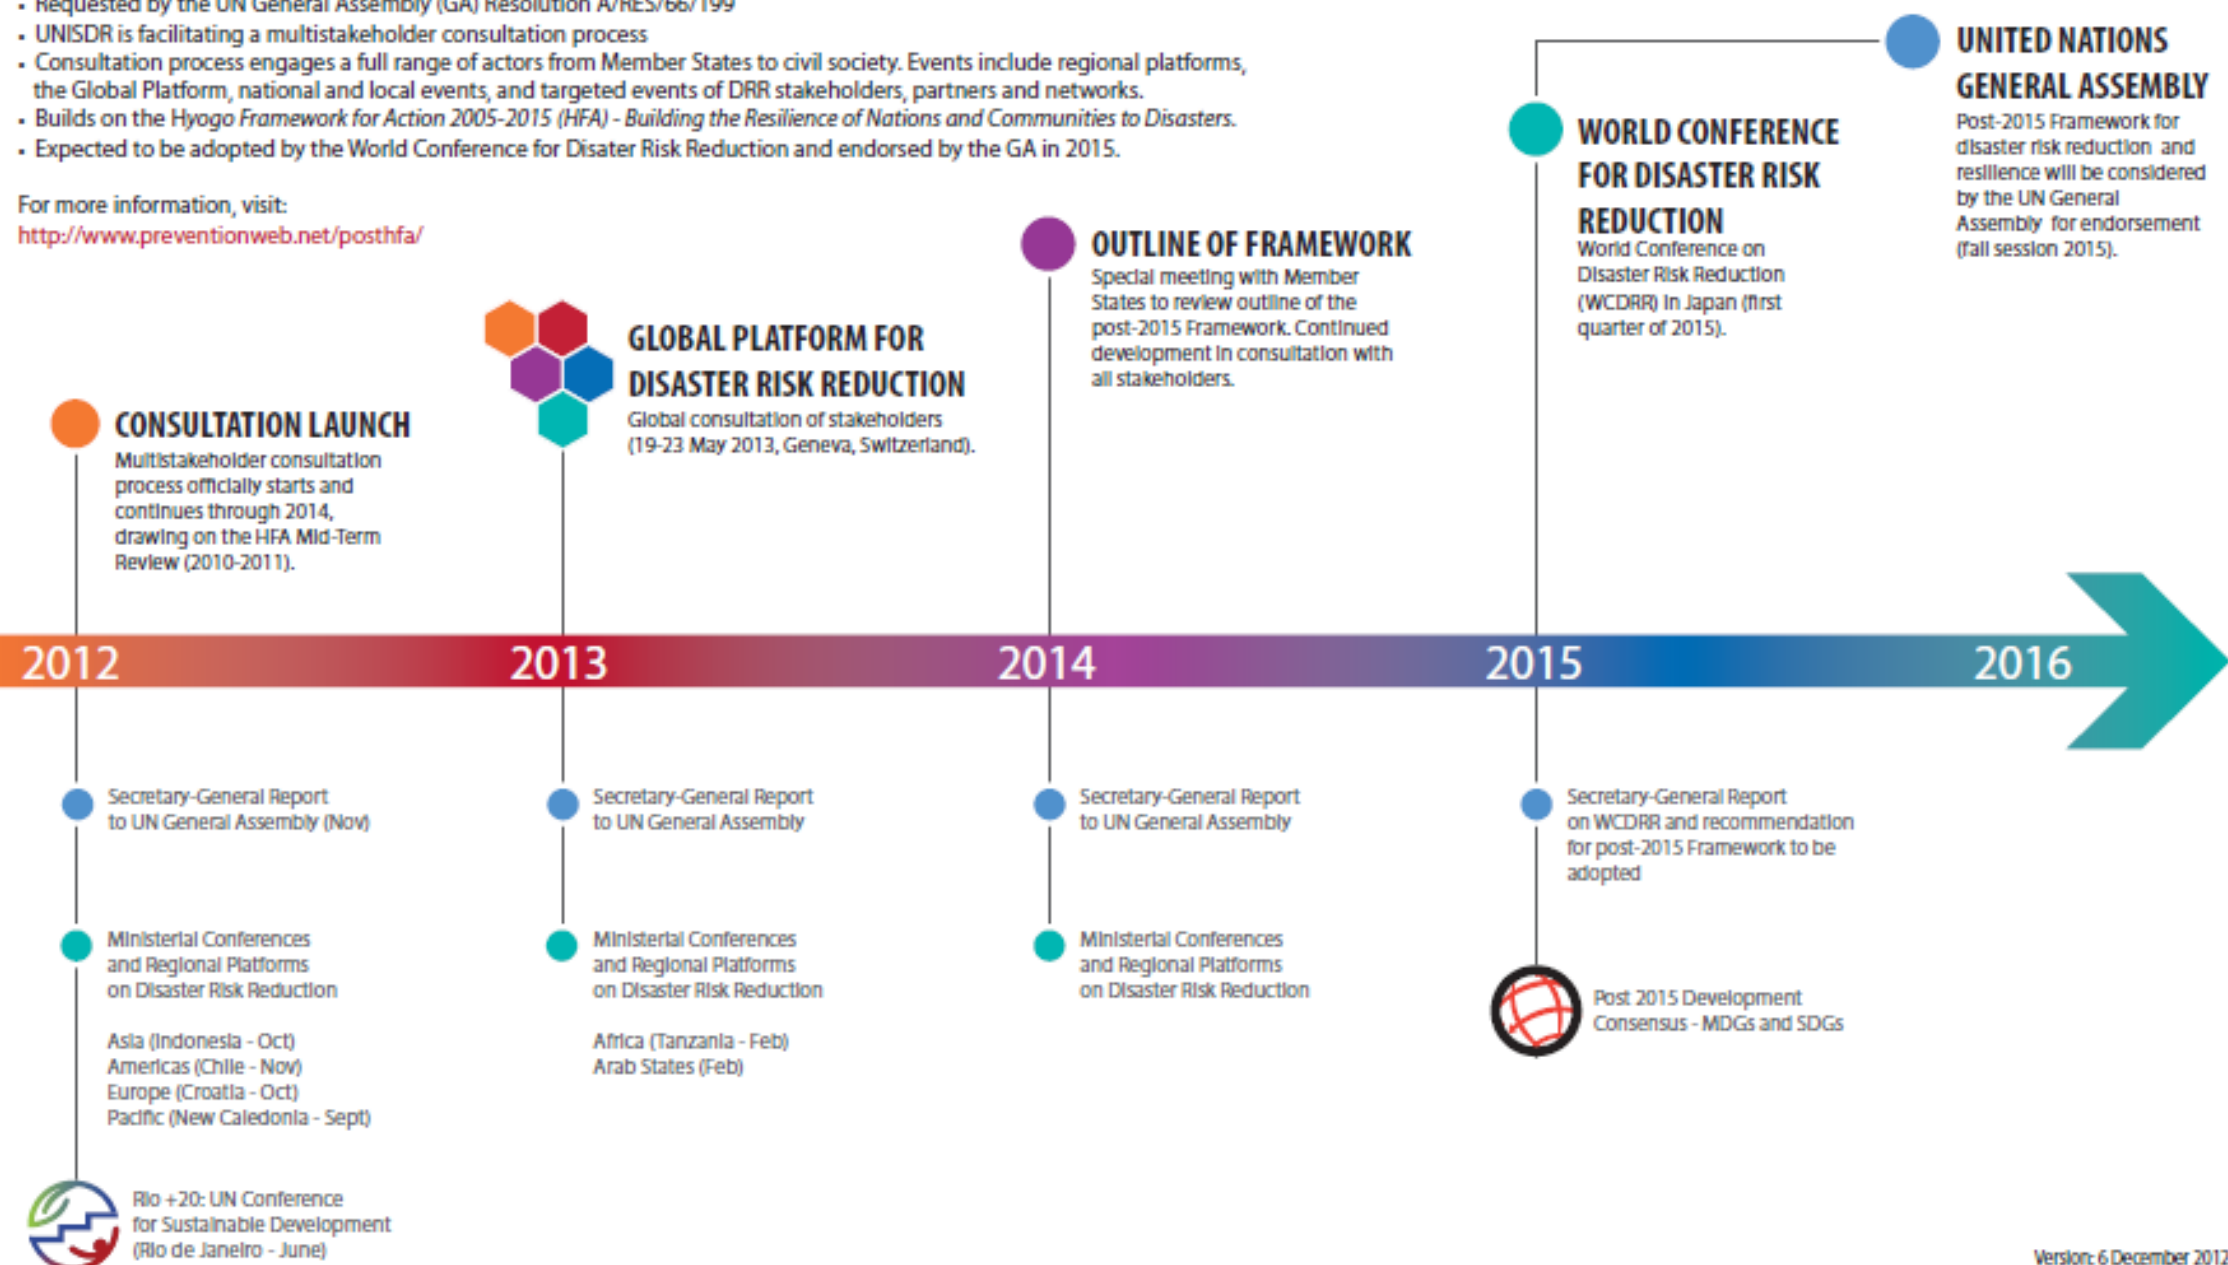 • Requested by the UN General Assembly (GA) Resolution A/RES/66/199
• UNISDR is facilitating a multistakeholder consultation process
• Consultation process engages a full range of actors from Member States to civil society. Events include regional platforms,
the Global Platform, national and local events, and targeted events of DRR stakeholders, partners and networks.
• Builds on the Hyogo Framework for Action 2005-2015 (HFA) - Building the Resilience of Nations and Communities to Disasters.
• Expected to be adopted by the World Conference for Disater Risk Reduction and endorsed by the GA in 2015.
For more information, visit:
http://www.preventionweb.net/posthfa/
CONSULTATION LAUNCH
Multistakeholder consultation
process officially starts and
continues through 2014,
drawing on the HFA Mid-Term
Review (2010-2011).
GLOBAL PLATFORM FOR
DISASTER RISK REDUCTION
Global consultation of stakeholders
(19-23 May 2013, Geneva, Switzerland).
OUTLINE OF FRAMEWORK
Special meeting with Member
States to review outline of the
post-2015 Framework. Continued
development in consultation with
all stakeholders.
WORLD CONFERENCE
FOR DISASTER RISK
REDUCTION
World Conference on
Disaster Risk Reduction
(WCDRR) in Japan (first
quarter of 2015).
UNITED NATIONS
GENERAL ASSEMBLY
Post-2015 Framework for
disaster risk reduction and
resilience will be considered
by the UN General
Assembly for endorsement
(fall session 2015).
2012
2013
2014
2015
2016
Secretary-General Report
to UN General Assembly (Nov)
Ministerial Conferences
and Regional Platforms
on Disaster Risk Reduction
Asia (Indonesia - Oct)
Americas (Chile - Nov)
Europe (Croatia - Oct)
Pacific (New Caledonia - Sept)
Rio +20: UN Conference
for Sustainable Development
(Rio de Janeiro - June)
Secretary-General Report
to UN General Assembly
Ministerial Conferences
and Regional Platforms
on Disaster Risk Reduction
Africa (Tanzania - Feb)
Arab States (Feb)
Secretary-General Report
to UN General Assembly
Ministerial Conferences
and Regional Platforms
on Disaster Risk Reduction
Secretary-General Report
on WCDRR and recommendation
for post-2015 Framework to be
adopted
Post 2015 Development
Consensus - MDGs and SDGs
Version: 6 December 2012